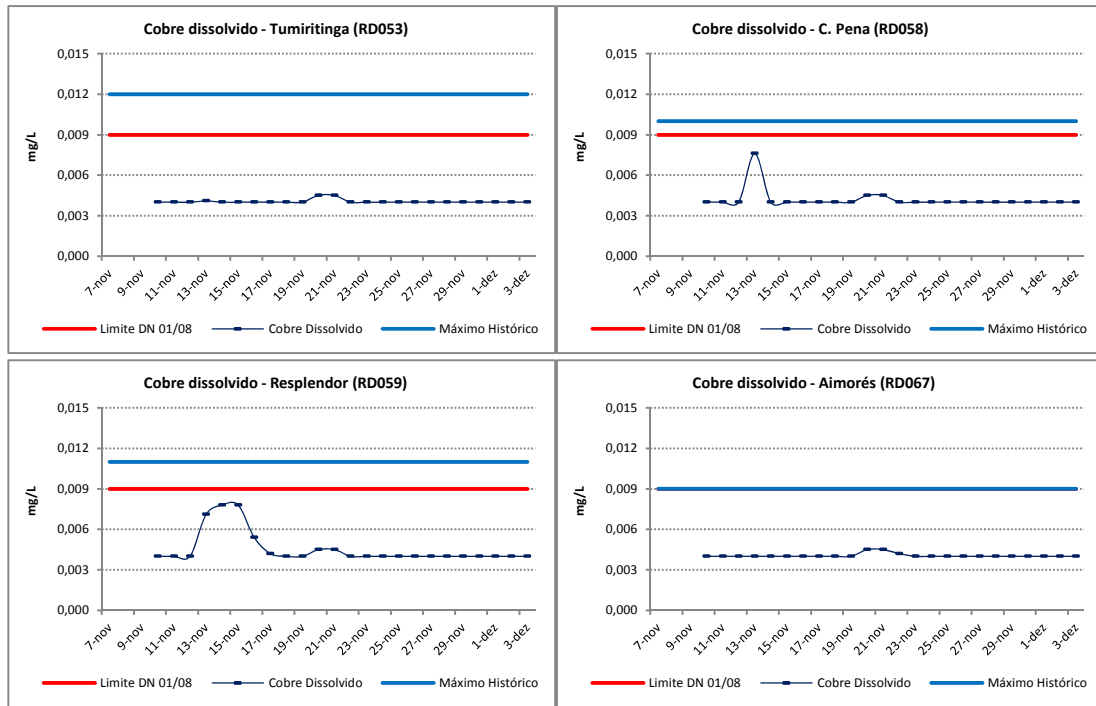 Cobre dissolvido - Tumiritinga (RD053)
0,015
0,012
0,009
0,006
0,003
0,000
mg/L
7-nov 9-nov 11-nov 13-nov 15-nov 17-nov 19-nov 21-nov 23-nov 25-nov 27-nov 29-nov 1-dez 3-dez
Limite DN 01/08 Cobre Dissolvido Máximo Histórico
Cobre dissolvido - C. Pena (RD058)
0,015
0,012
0,009
0,006
0,003
0,000
mg/L
7-nov 9-nov 11-nov 13-nov 15-nov 17-nov 19-nov 21-nov 23-nov 25-nov 27-nov 29-nov 1-dez 3-dez
Limite DN 01/08 Cobre Dissolvido Máximo Histórico
Cobre dissolvido - Resplendor (RD059)
0,015
0,012
0,009
0,006
0,003
0,000
mg/L
7-nov 9-nov 11-nov 13-nov 15-nov 17-nov 19-nov 21-nov 23-nov 25-nov 27-nov 29-nov 1-dez 3-dez
Limite DN 01/08 Cobre Dissolvido Máximo Histórico
Cobre dissolvido - Aimorés (RD067)
0,015
0,012
0,009
0,006
0,003
0,000
mg/L
7-nov 9-nov 11-nov 13-nov 15-nov 17-nov 19-nov 21-nov 23-nov 25-nov 27-nov 29-nov 1-dez 3-dez
Limite DN 01/08 Cobre Dissolvido Máximo Histórico